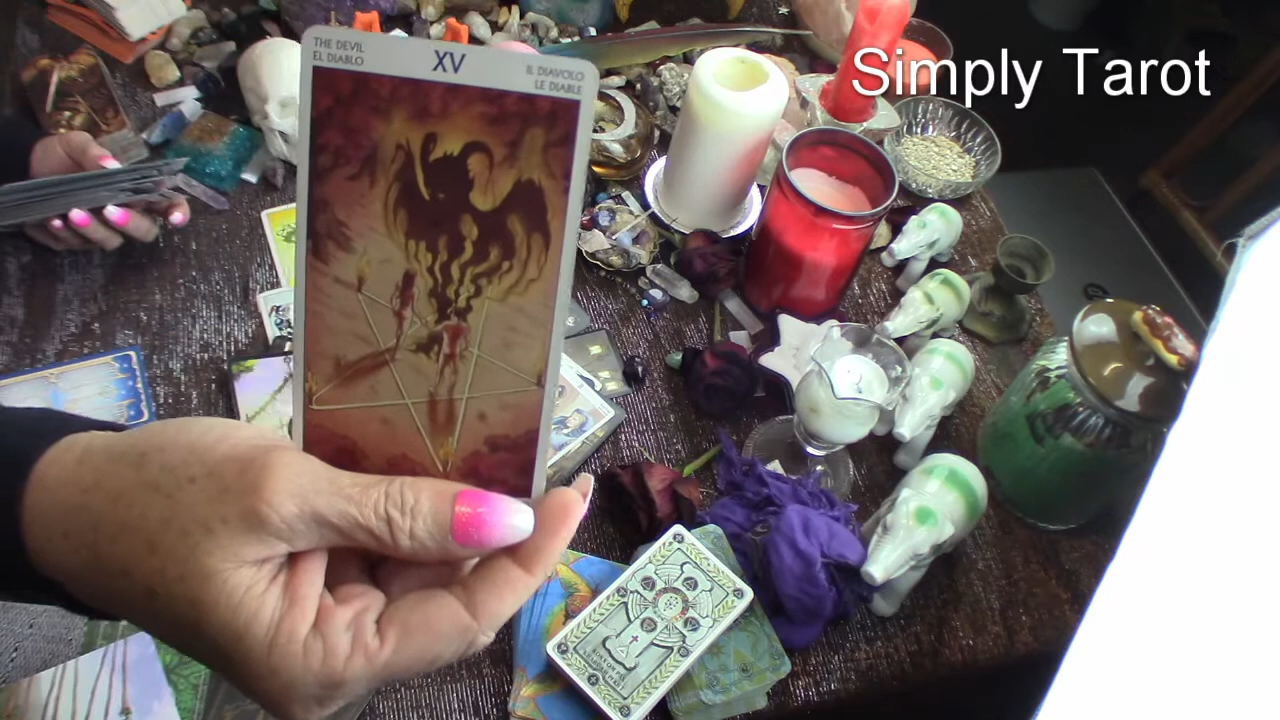 THE DEVIL
EL DIABLO
XV
IL DIAVOLO
LE DIABLE
Simply Tarot